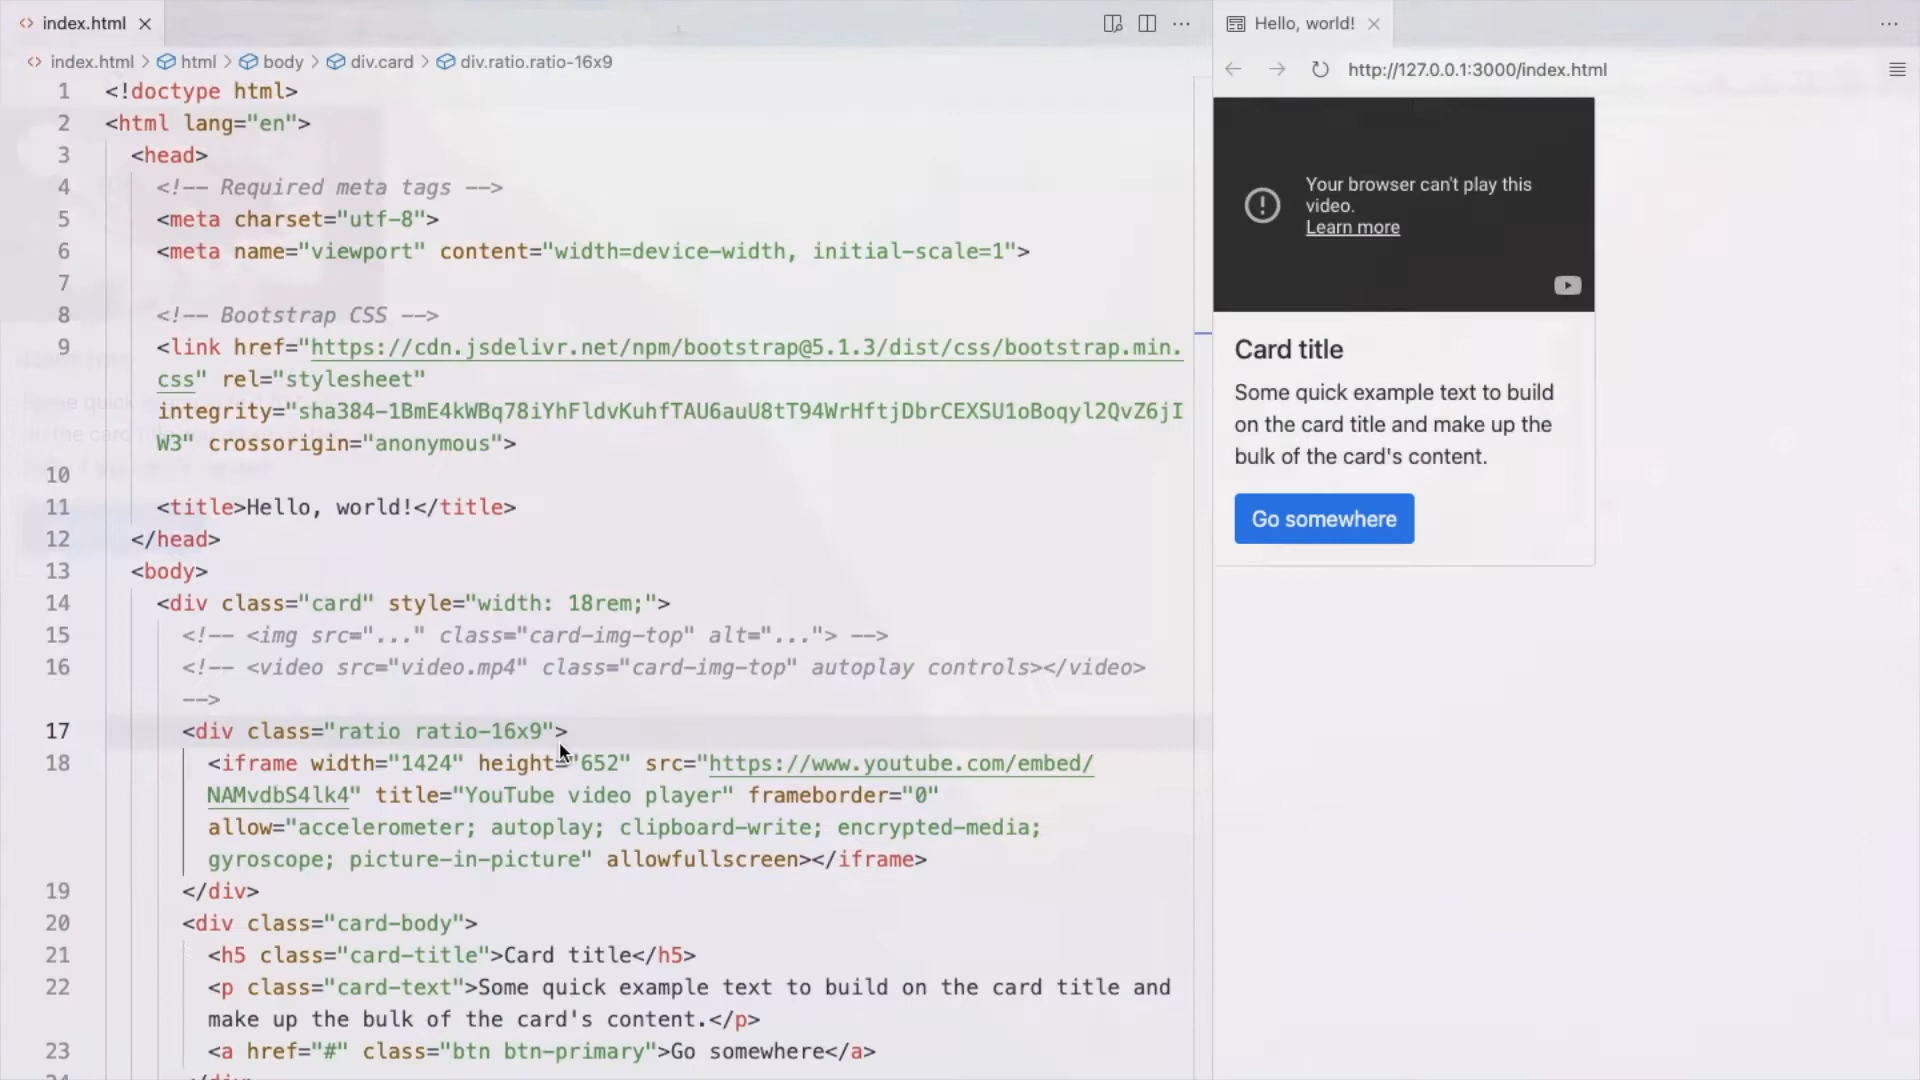 index.html
Hello, world!
index.html > html > body > div.card > div.ratio.ratio-16x9
http://127.0.0.1:3000/index.html
1 <!doctype html>
2 <html lang="en">
3 <head>
4 <!-- Required meta tags -->
5 <meta charset="utf-8">
6 <meta name="viewport" content="width=device-width, initial-scale=1">
7
8 <!-- Bootstrap CSS -->
9 <link href="https://cdn.jsdelivr.net/npm/bootstrap@5.1.3/dist/css/bootstrap.min.
css" rel="stylesheet"
integrity="sha384-1BmE4kWBq78iYhFldvKuhfTAU6auU8tT94WrHftjDbrCEXSU1oBoqyl2QvZ6jI
W3" crossorigin="anonymous">
10
11 <title>Hello, world!</title>
12 </head>
13 <body>
14 <div class="card" style="width: 18rem;">
15 <!-- <img src="..." class="card-img-top" alt="..."> -->
16 <!-- <video src="video.mp4" class="card-img-top" autoplay controls></video>
-->
17 <div class="ratio ratio-16x9">
18 <iframe width="1424" height="652" src="https://www.youtube.com/embed/
NAMvdbS4lk4" title="YouTube video player" frameborder="0"
allow="accelerometer; autoplay; clipboard-write; encrypted-media;
gyroscope; picture-in-picture" allowfullscreen></iframe>
19 </div>
20 <div class="card-body">
21 <h5 class="card-title">Card title</h5>
22 <p class="card-text">Some quick example text to build on the card title and
make up the bulk of the card's content.</p>
23 <a href="#" class="btn btn-primary">Go somewhere</a>
Your browser can't play this
video.
Learn more
Card title
Some quick example text to build
on the card title and make up the
bulk of the card's content.
Go somewhere